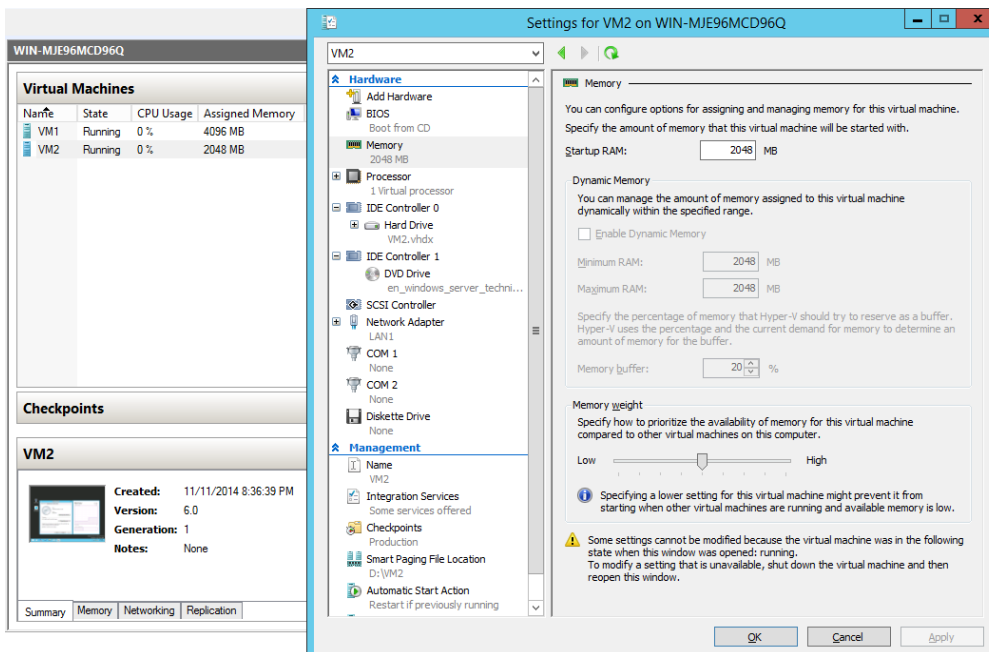 WIN-MJE96MCD96Q
Virtual Machines
Name State CPU Usage Assigned Memory
VM1 Running 0 % 4096 MB
VM2 Running 0 % 2048 MB
Checkpoints
VM2
Created: 11/11/2014 8:36:39 PM
Version: 6.0
Generation: 1
Notes: None
Summary Memory Networking Replication
Settings for VM2 on WIN-MJE96MCD96Q
VM2
Hardware
Add Hardware
BIOS
Boot from CD
Memory
2048 MB
Processor
1 Virtual processor
IDE Controller 0
Hard Drive
VM2.vhdx
IDE Controller 1
DVD Drive
en_windows_server_techni...
SCSI Controller
Network Adapter
LAN1
COM 1
None
COM 2
None
Diskette Drive
None
Management
Name
VM2
Integration Services
Some services offered
Checkpoints
Production
Smart Paging File Location
D:\VM2
Automatic Start Action
Restart if previously running
Memory
You can configure options for assigning and managing memory for this virtual machine.
Specify the amount of memory that this virtual machine will be started with.
Startup RAM: 2048 MB
Dynamic Memory
You can manage the amount of memory assigned to this virtual machine
dynamically within the specified range.
Enable Dynamic Memory
Minimum RAM: 2048 MB
Maximum RAM: 2048 MB
Specify the percentage of memory that Hyper-V should try to reserve as a buffer.
Hyper-V uses the percentage and the current demand for memory to determine an
amount of memory for the buffer.
Memory buffer: 20 %
Memory weight
Specify how to prioritize the availability of memory for this virtual machine
compared to other virtual machines on this computer.
Low High
Specifying a lower setting for this virtual machine might prevent it from
starting when other virtual machines are running and available memory is low.
Some settings cannot be modified because the virtual machine was in the following
state when this window was opened: running.
To modify a setting that is unavailable, shut down the virtual machine and then
reopen this window.
OK Cancel Apply